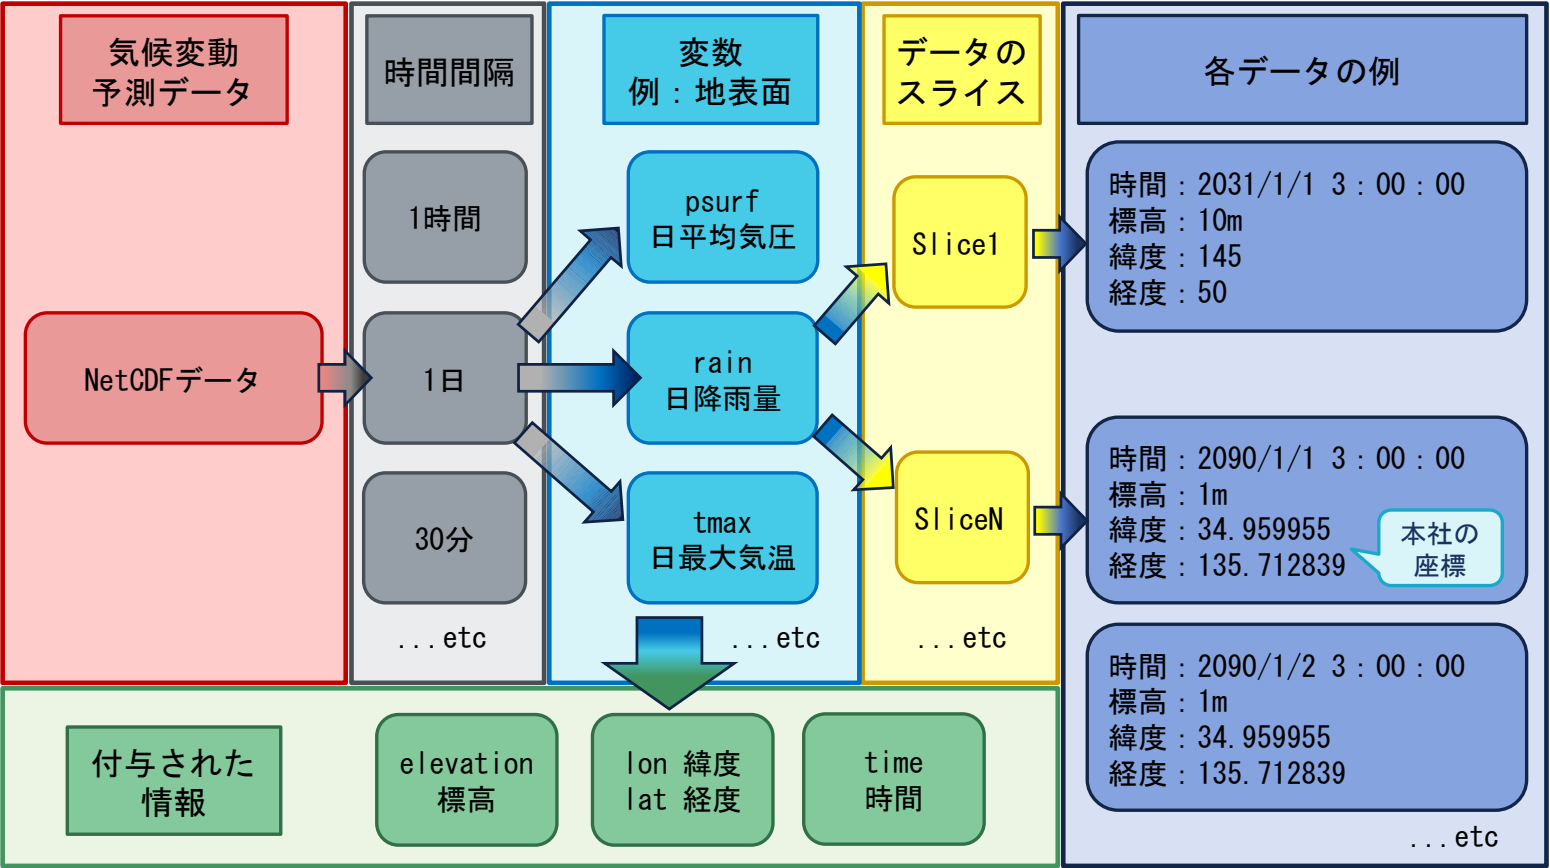 気候変動
予測データ
NetCDFデータ
時間間隔
1時間
1日
30分
...etc
変数
例：地表面
psurf
日平均気圧
rain
日降雨量
tmax
日最大気温
...etc
データの
スライス
Slice1
SliceN
...etc
各データの例
時間：2031/1/1 3：00：00
標高：10m
緯度：145
経度：50
時間：2090/1/1 3：00：00
標高：1m
緯度：34.959955
経度：135.712839
本社の
座標
時間：2090/1/2 3：00：00
標高：1m
緯度：34.959955
経度：135.712839
...etc
付与された
情報
elevation
標高
lon 緯度
lat 経度
time
時間